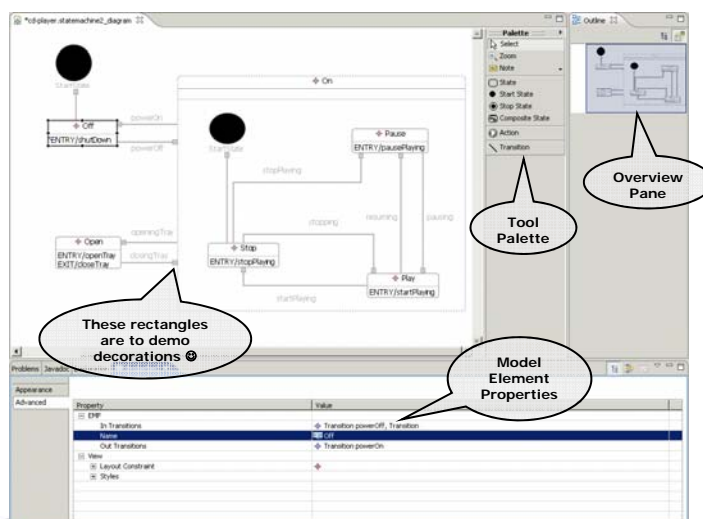 *cd-player.statemachine2_diagram
Outline
Palette
Select
Zoom
Note
State
Start State
Stop State
Composite State
Action
Transition
StartState
On
Off
ENTRY/shutDown
powerOn
powerOff
StartState
Pause
ENTRY/pausePlaying
stopPlaying
openingTray
closingTray
Open
ENTRY/openTray
EXIT/closeTray
stopping
resuming
pausing
Stop
ENTRY/stopPlaying
Play
ENTRY/startPlaying
startPlaying
Overview
Pane
Tool
Palette
These rectangles
are to demo
decorations ☻
Model
Element
Properties
Problems
Javadoc
Appearance
Advanced
Property
Value
EMF
In Transitions
Transition powerOff, Transition
Name
Off
Out Transitions
Transition powerOn
View
Layout Constraint
Styles